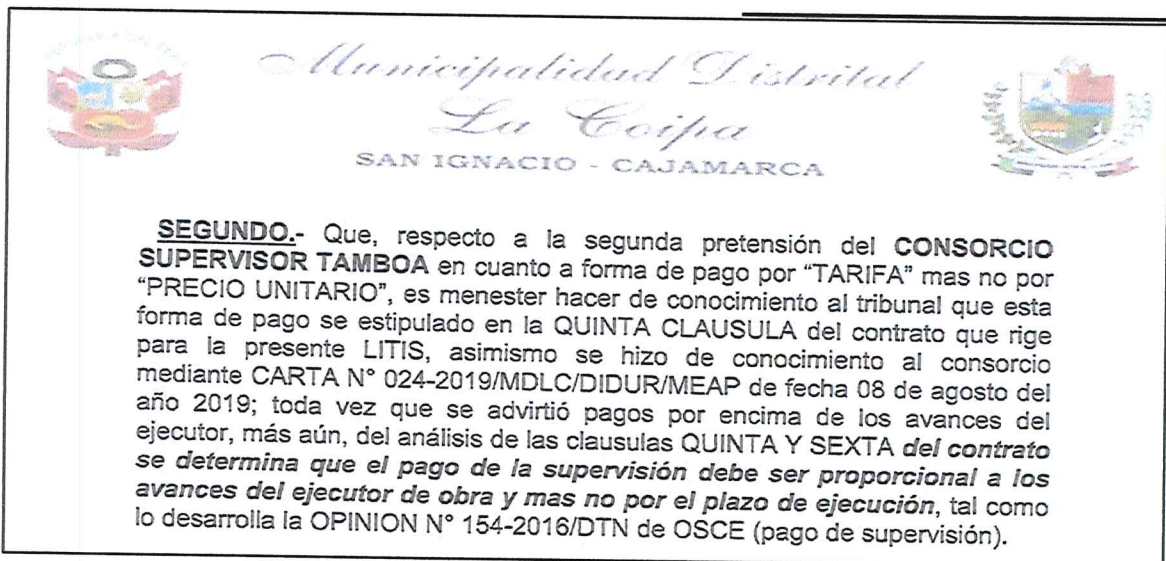 Municipalidad Distrital
La Coipa
SAN IGNACIO - CAJAMARCA
SEGUNDO.- Que, respecto a la segunda pretensión del CONSORCIO
SUPERVISOR TAMBOA en cuanto a forma de pago por “TARIFA” mas no por
“PRECIO UNITARIO”, es menester hacer de conocimiento al tribunal que esta
forma de pago se estipulado en la QUINTA CLAUSULA del contrato que rige
para la presente LITIS, asimismo se hizo de conocimiento al consorcio
mediante CARTA N° 024-2019/MDLC/DIDUR/MEAP de fecha 08 de agosto del
año 2019; toda vez que se advirtió pagos por encima de los avances del
ejecutor, más aún, del análisis de las clausulas QUINTA Y SEXTA del contrato
se determina que el pago de la supervisión debe ser proporcional a los
avances del ejecutor de obra y mas no por el plazo de ejecución, tal como
lo desarrolla la OPINION N° 154-2016/DTN de OSCE (pago de supervisión).